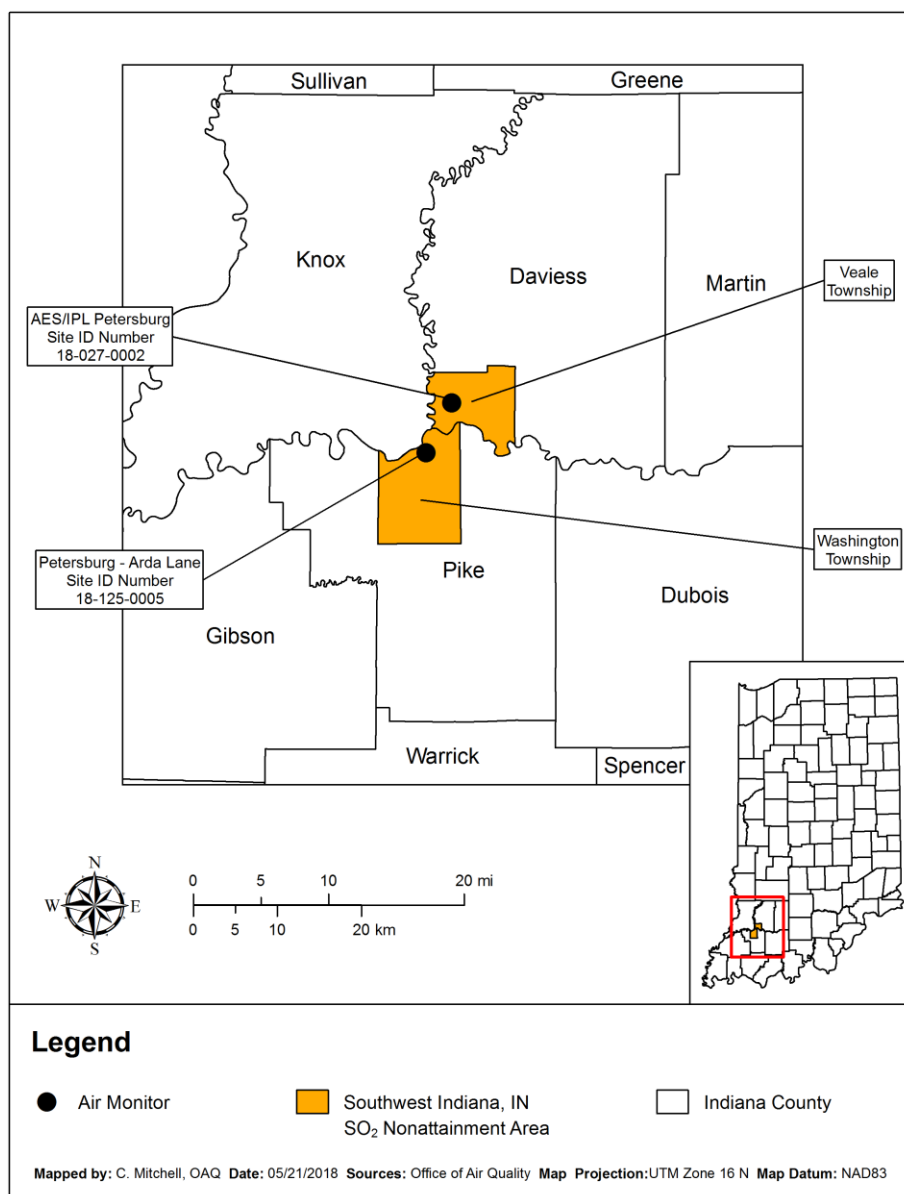 Sullivan
Greene
Knox
Daviess
Martin
Veale
Township
AES/IPL Petersburg
Site ID Number
18-027-0002
Petersburg - Arda Lane
Site ID Number
18-125-0005
Washington
Township
Pike
Dubois
Gibson
Warrick
Spencer
N
W E
S
0 5 10 20 mi
0 5 10 20 km
Legend
Air Monitor
Southwest Indiana, IN
SO₂ Nonattainment Area
Indiana County
Mapped by: C. Mitchell, OAQ Date: 05/21/2018 Sources: Office of Air Quality Map Projection:UTM Zone 16 N Map Datum: NAD83